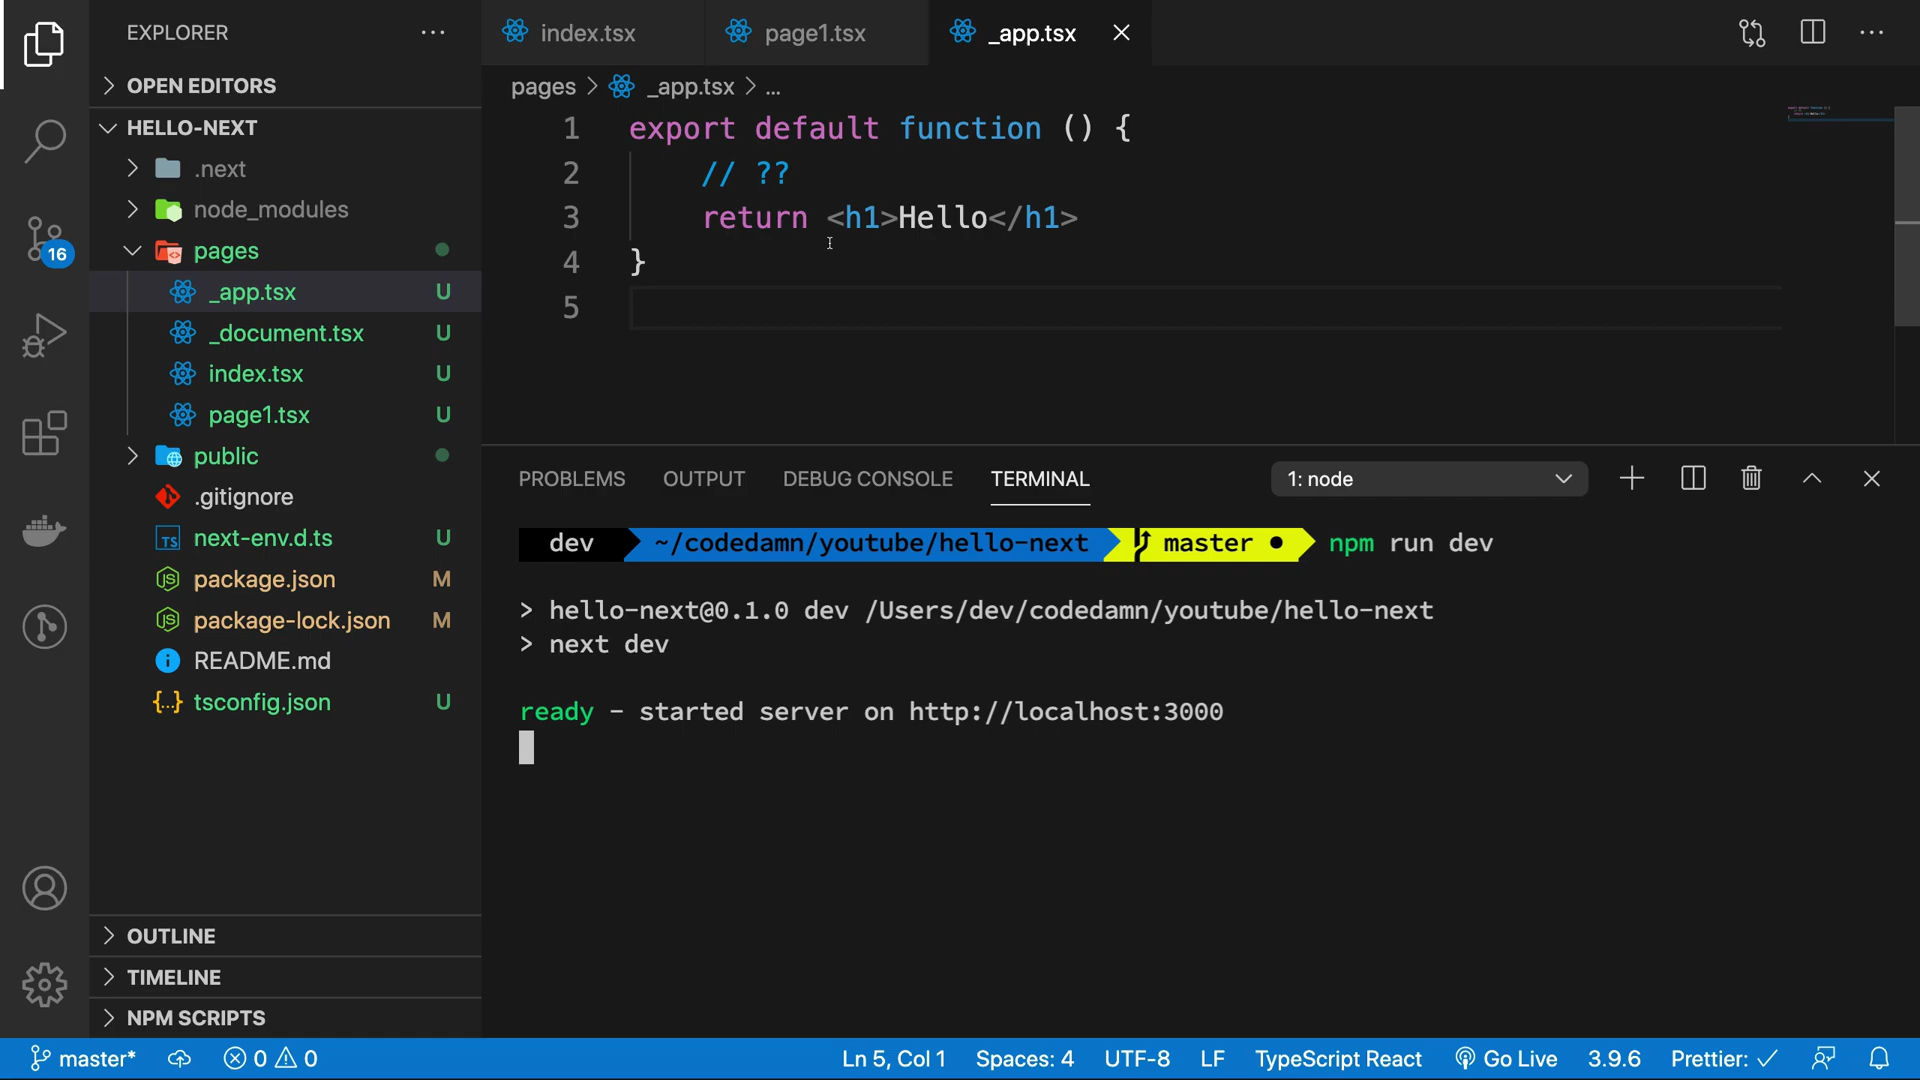 EXPLORER
OPEN EDITORS
HELLO-NEXT
.next
node_modules
pages
_app.tsx U
_document.tsx U
index.tsx U
page1.tsx U
public
.gitignore
next-env.d.ts U
package.json M
package-lock.json M
README.md
tsconfig.json U
OUTLINE
TIMELINE
NPM SCRIPTS
16
index.tsx
page1.tsx
_app.tsx
pages > _app.tsx > ...
1 export default function () {
2 // ??
3 return <h1>Hello</h1>
4 }
5
PROBLEMS OUTPUT DEBUG CONSOLE TERMINAL 1: node
dev ~/codedamn/youtube/hello-next master ● npm run dev
> hello-next@0.1.0 dev /Users/dev/codedamn/youtube/hello-next
> next dev
ready - started server on http://localhost:3000
master* 0 0 Ln 5, Col 1 Spaces: 4 UTF-8 LF TypeScript React Go Live 3.9.6 Prettier: ✓